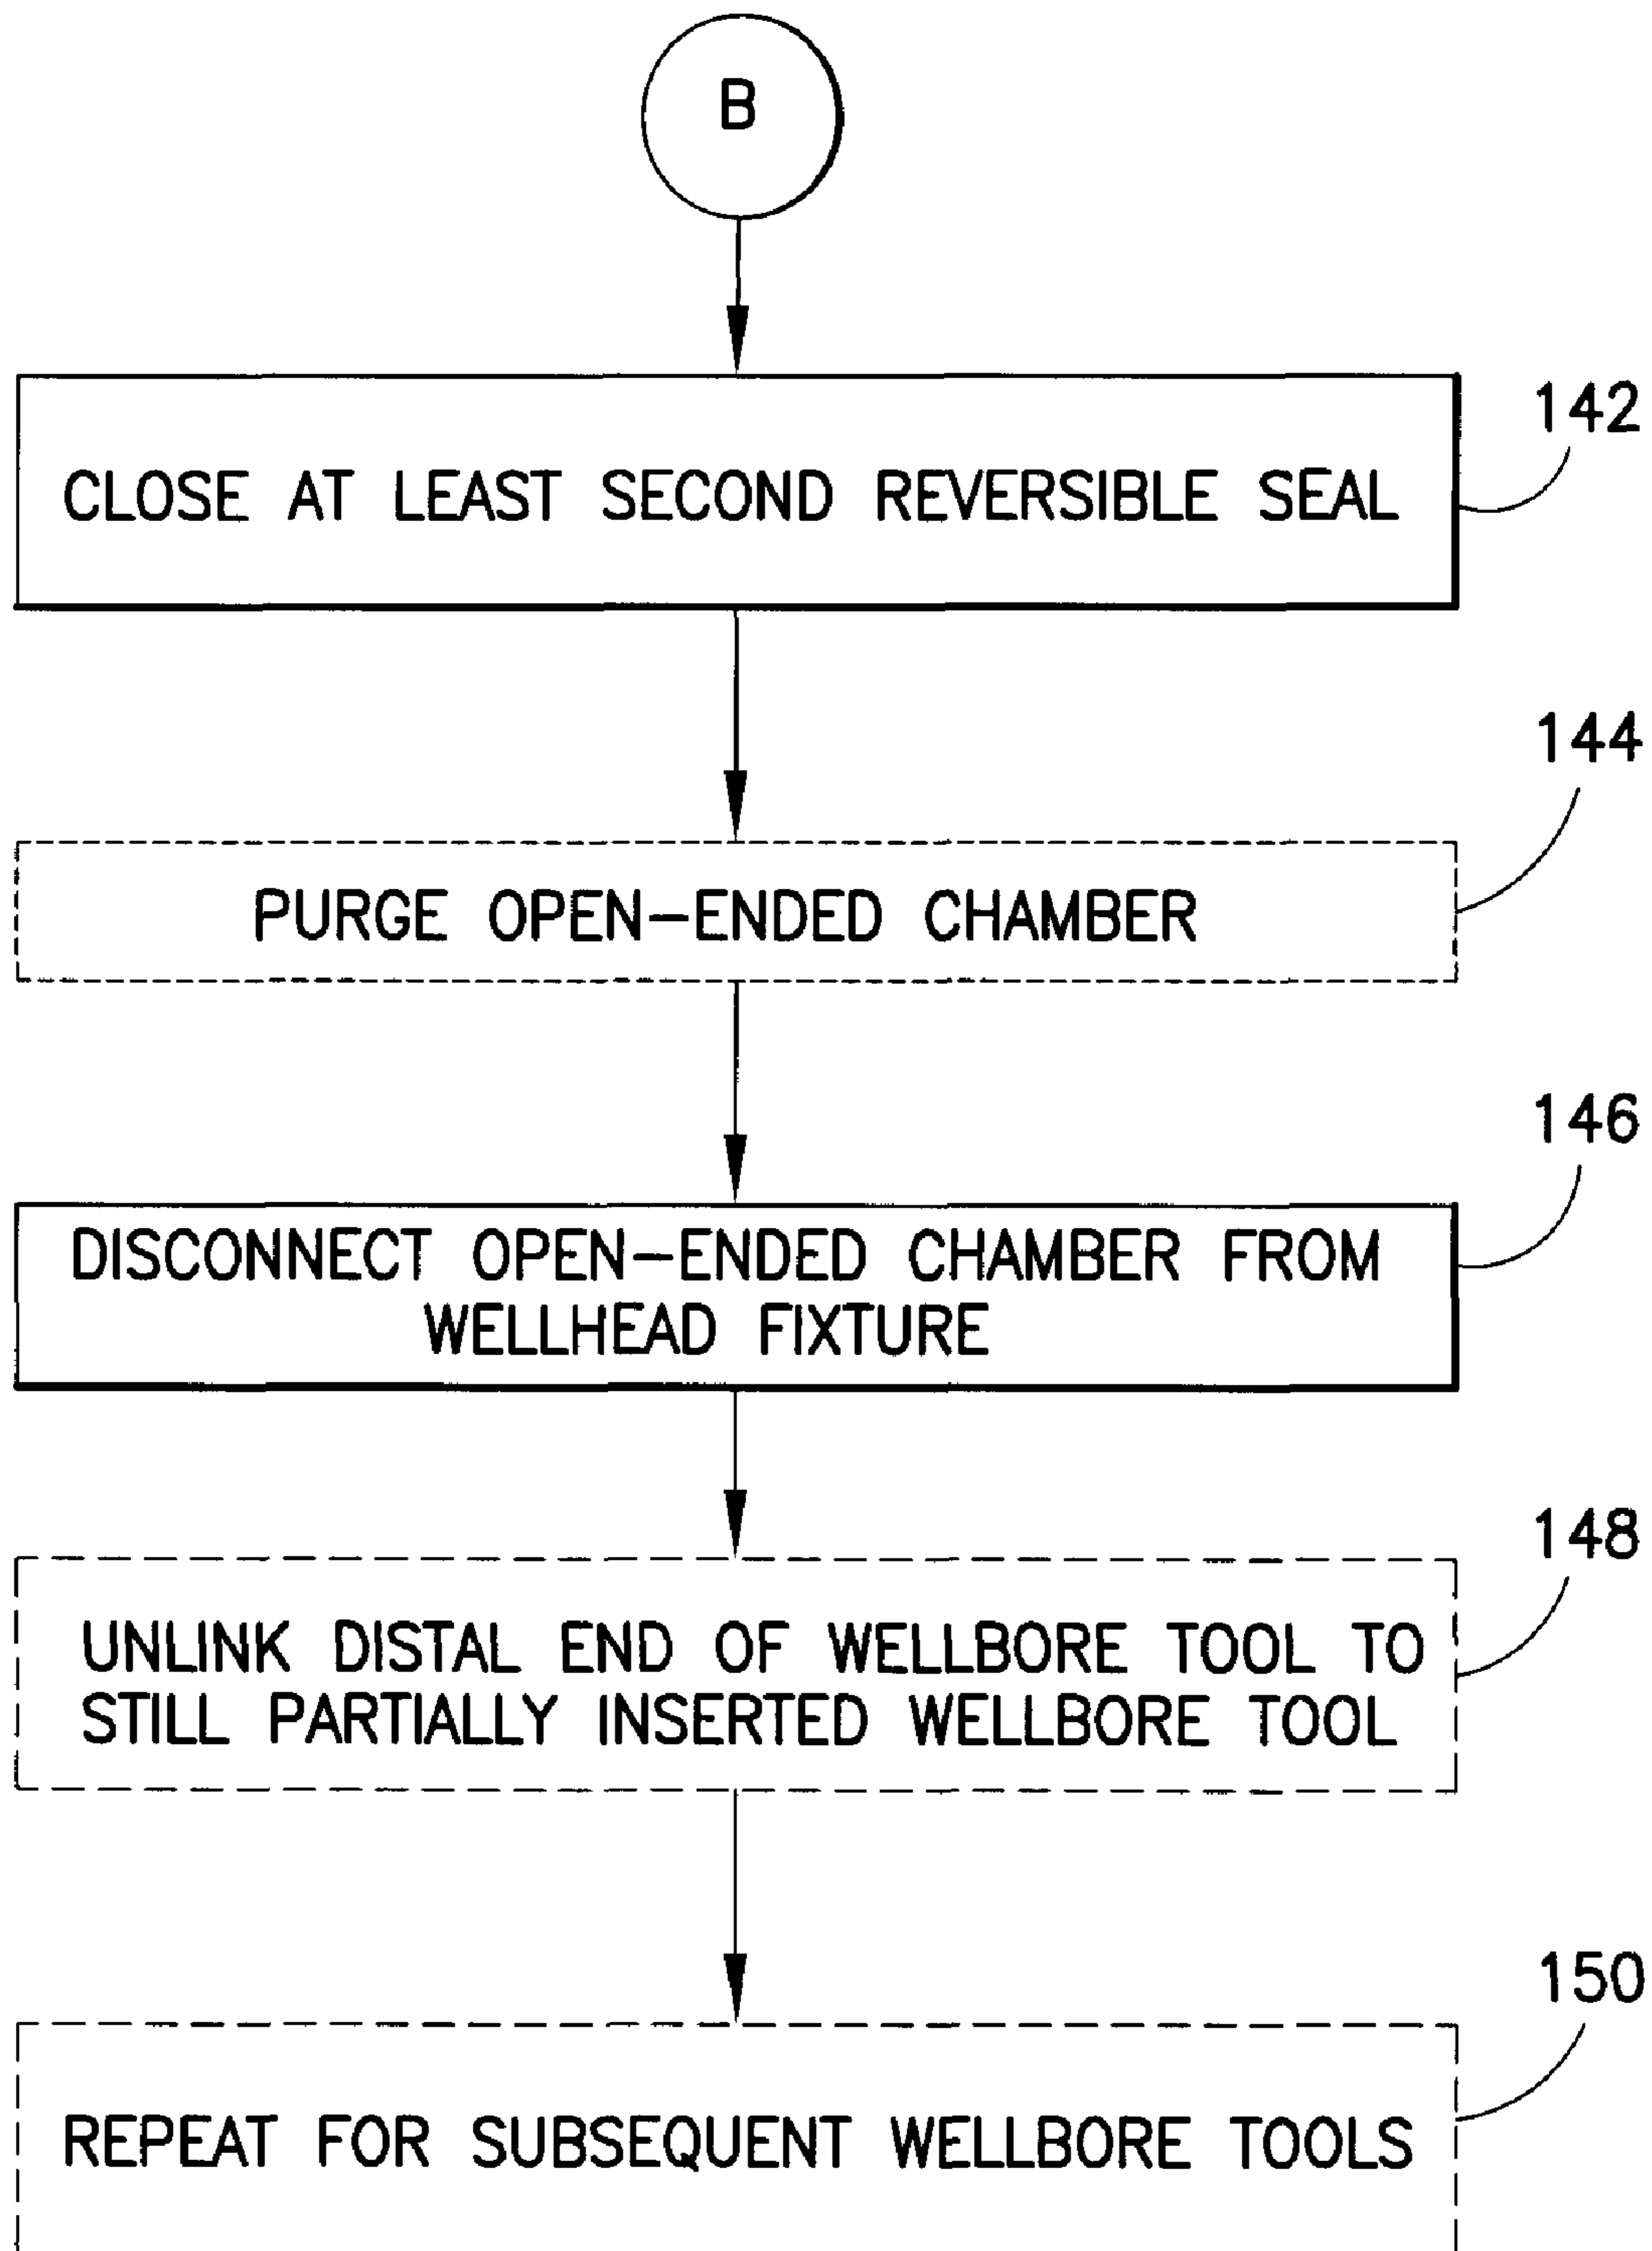 B
142
CLOSE AT LEAST SECOND REVERSIBLE SEAL
144
PURGE OPEN-ENDED CHAMBER
146
DISCONNECT OPEN-ENDED CHAMBER FROM
WELLHEAD FIXTURE
148
UNLINK DISTAL END OF WELLBORE TOOL TO
STILL PARTIALLY INSERTED WELLBORE TOOL
150
REPEAT FOR SUBSEQUENT WELLBORE TOOLS